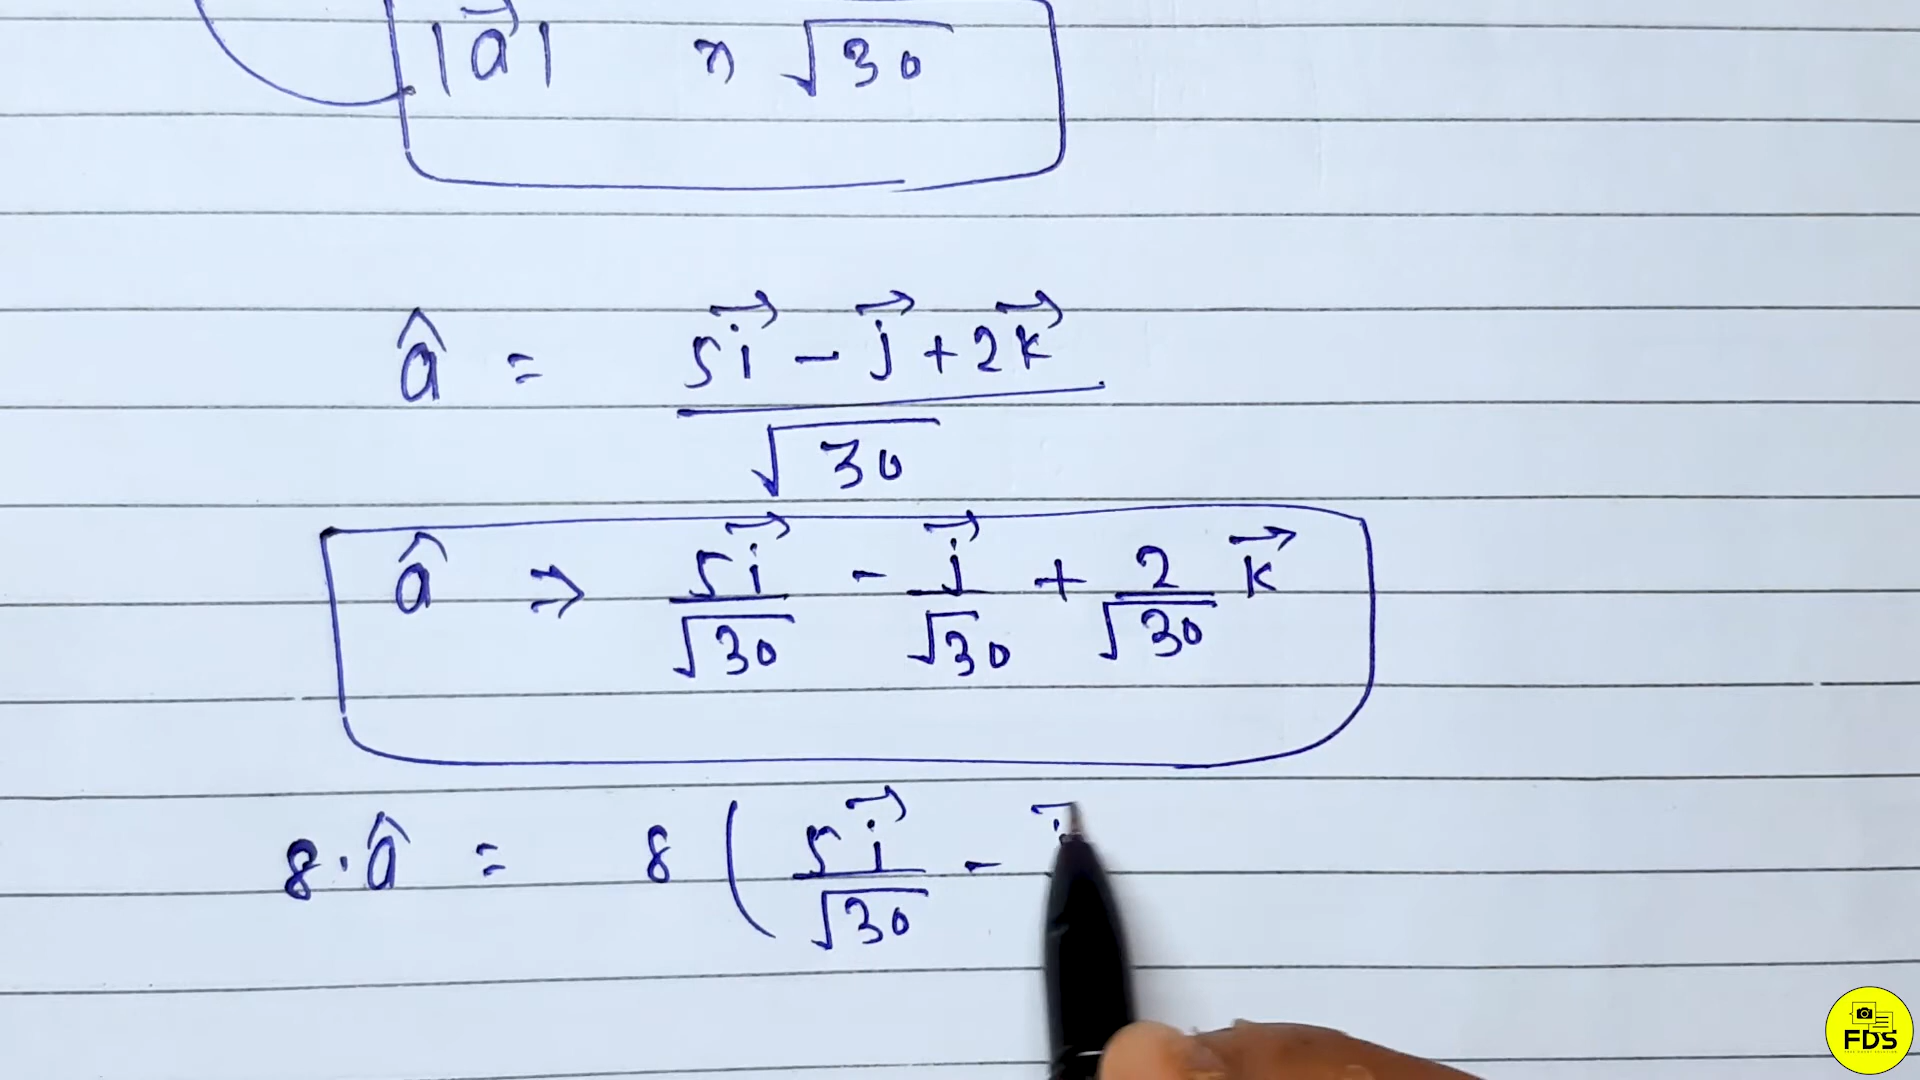 |a⃗| = √30
â = (5i⃗ - j⃗ + 2k⃗) / √30
â ⇒ 5i⃗/√30 - j⃗/√30 + 2/√30 k⃗
8·â = 8 ( 5i⃗/√30 -
FDS